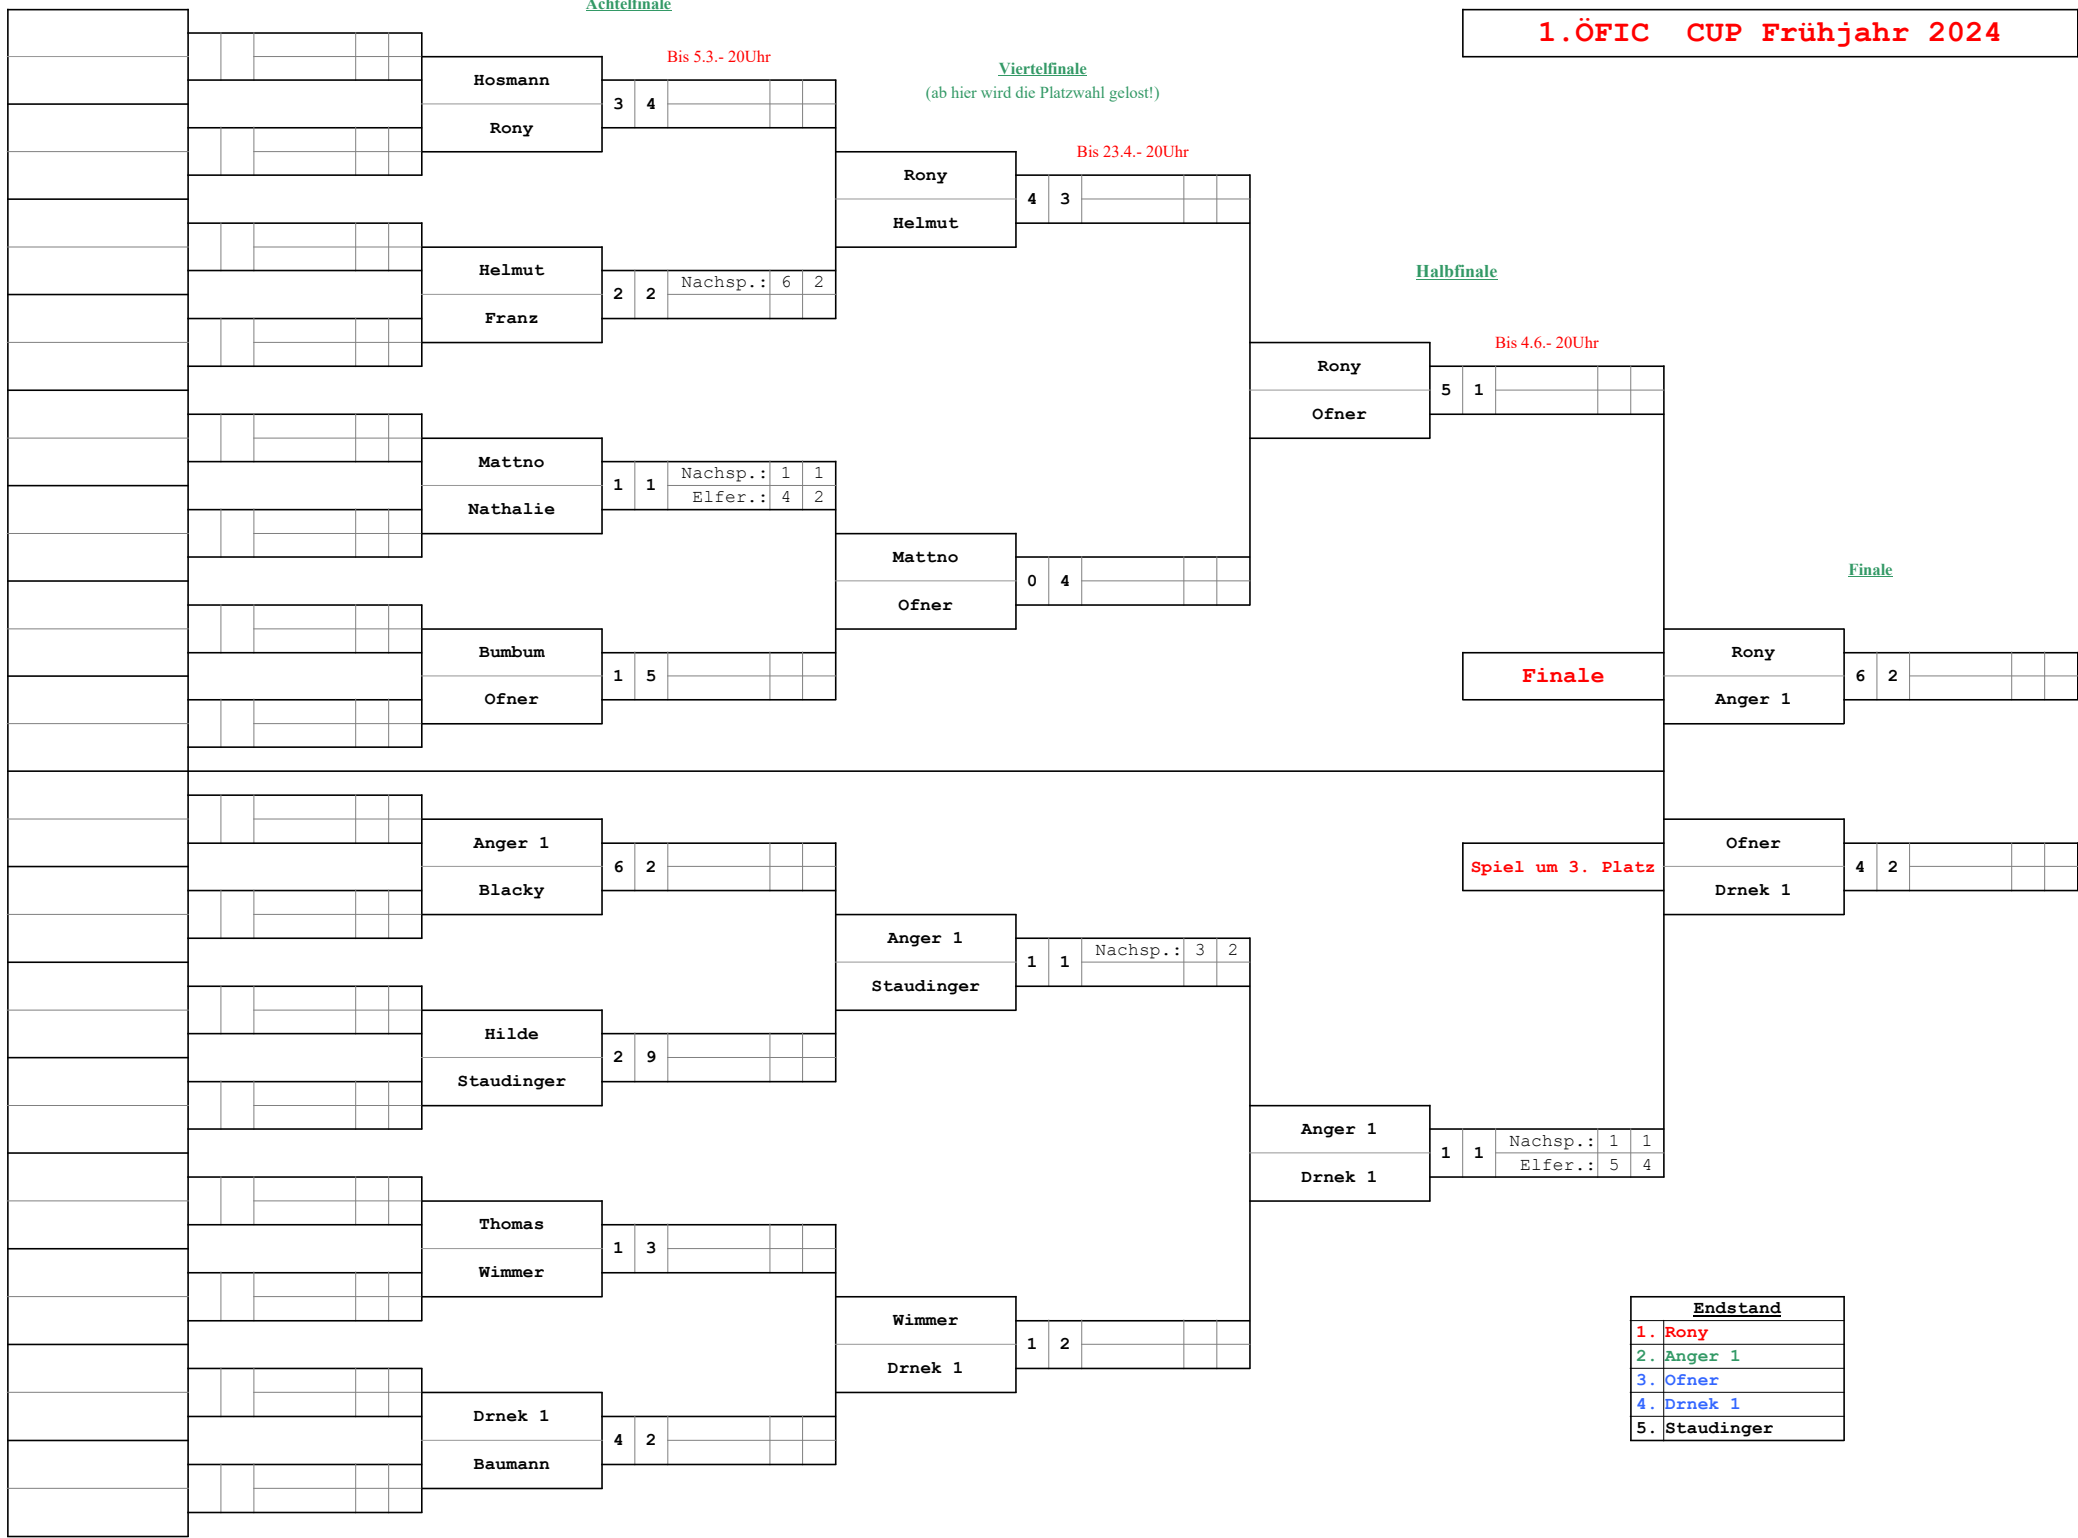 Achtelfinale
1.ÖFIC CUP Frühjahr 2024
Bis 5.3.- 20Uhr
Viertelfinale
(ab hier wird die Platzwahl gelost!)
Hosmann
3 4
Rony
Bis 23.4.- 20Uhr
Rony
4 3
Helmut
Helmut
2 2 Nachsp.: 6 2
Franz
Halbfinale
Bis 4.6.- 20Uhr
Rony
5 1
Ofner
Mattno
1 1 Nachsp.: 1 1
Elfer.: 4 2
Nathalie
Mattno
0 4
Ofner
Finale
Bumbum
1 5
Ofner
Finale
Rony
6 2
Anger 1
Anger 1
6 2
Blacky
Spiel um 3. Platz
Ofner
4 2
Drnek 1
Anger 1
1 1 Nachsp.: 3 2
Staudinger
Hilde
2 9
Staudinger
Anger 1
1 1 Nachsp.: 1 1
Elfer.: 5 4
Drnek 1
Thomas
1 3
Wimmer
Wimmer
1 2
Drnek 1
Drnek 1
4 2
Baumann
Endstand
1. Rony
2. Anger 1
3. Ofner
4. Drnek 1
5. Staudinger